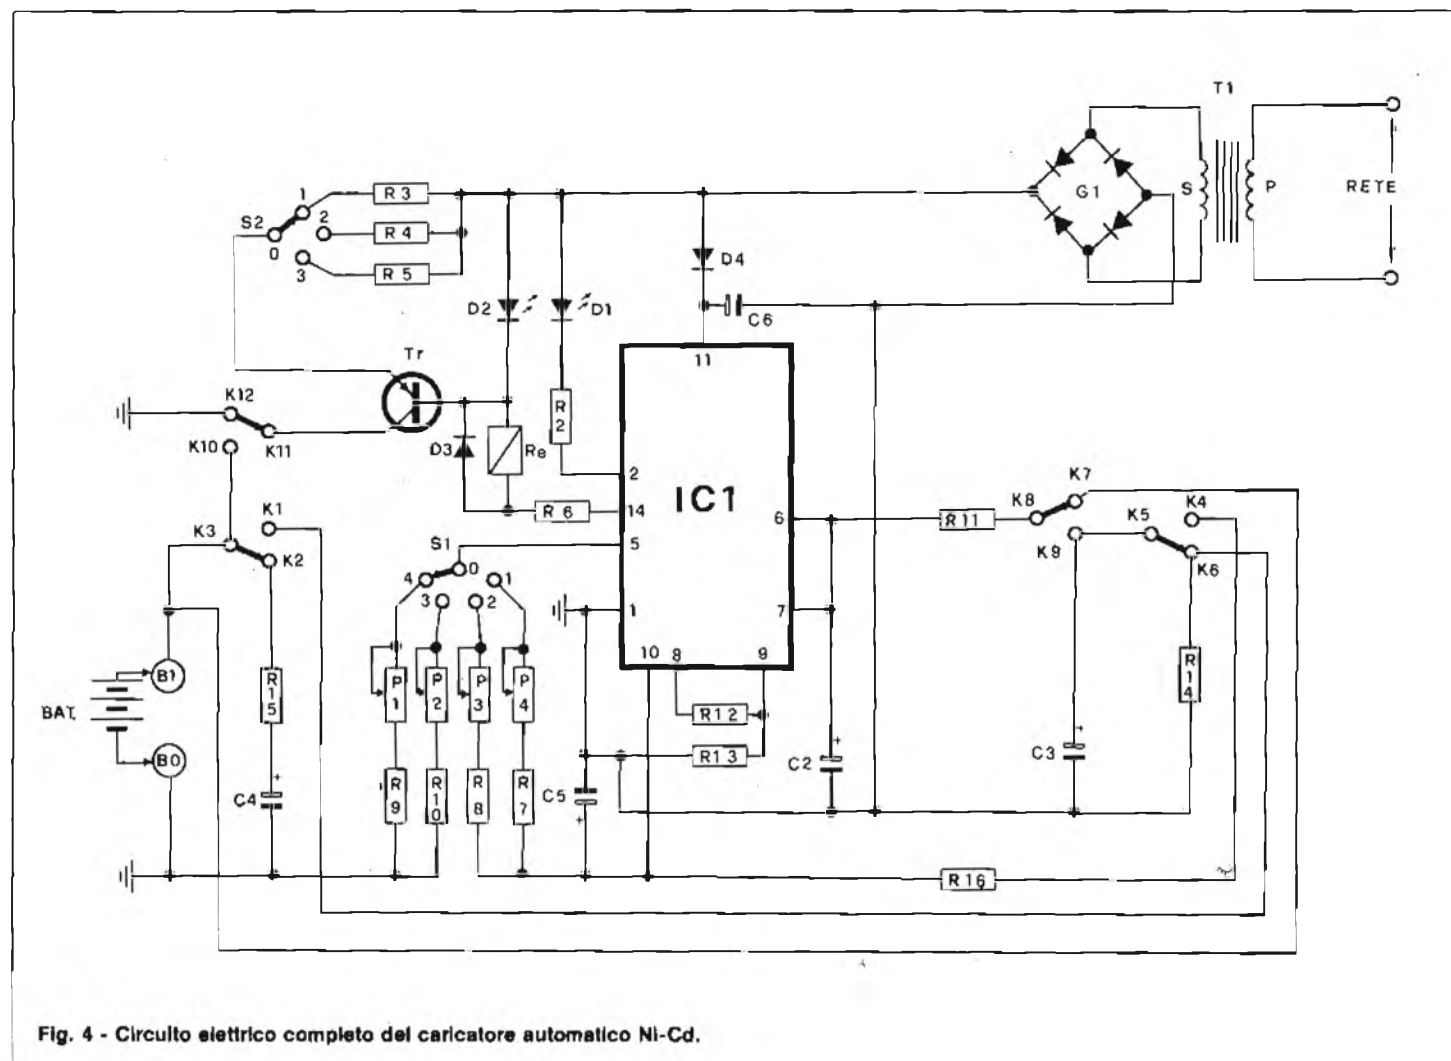 T1
G1
S
P
RETE
1
R3
S2
2
R4
0
3
R5
D4
D2
D1
C6
Tr
11
K12
R2
K10
K11
D3
Re
2
IC1
K7
K8
K4
14
K1
R6
6
R11
K5
K3
S1
5
K9
K2
4
0
1
K6
3
2
1
7
10
8
9
B1
R15
P1
P2
P3
P4
R14
BAT.
R12
B0
R13
C2
+
C3
+
C4
+
R9
R10
R8
R7
C5
+
R16
Fig. 4 - Circuito elettrico completo del caricatore automatico Ni-Cd.